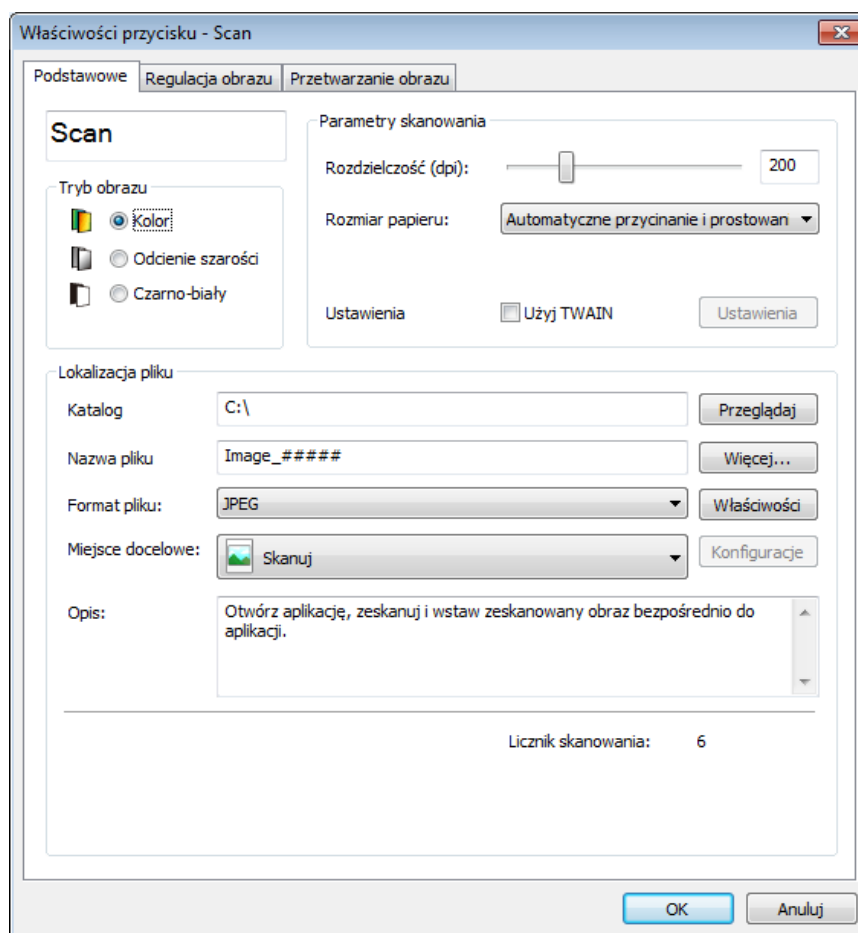 Właściwości przycisku - Scan
Podstawowe Regulacja obrazu Przetwarzanie obrazu
Scan
Tryb obrazu
Kolor
Odcienie szarości
Czarno-biały
Parametry skanowania
Rozdzielczość (dpi): 200
Rozmiar papieru: Automatyczne przycinanie i prostowan
Ustawienia Użyj TWAIN Ustawienia
Lokalizacja pliku
Katalog C:\ Przeglądaj
Nazwa pliku Image_##### Więcej...
Format pliku: JPEG Właściwości
Miejsce docelowe: Skanuj Konfiguracje
Opis: Otwórz aplikację, zeskanuj i wstaw zeskanowany obraz bezpośrednio do
aplikacji.
Licznik skanowania: 6
OK Anuluj